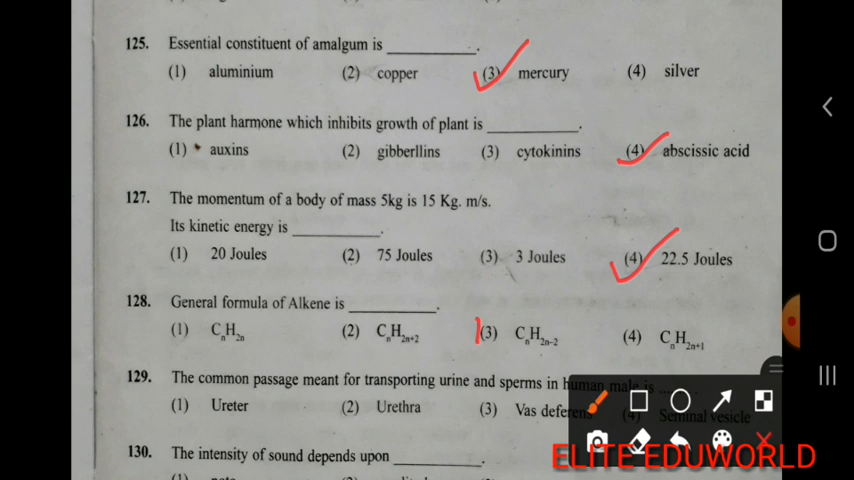 125. Essential constituent of amalgum is ________.
(1) aluminium (2) copper (3) mercury (4) silver
126. The plant harmone which inhibits growth of plant is ________.
(1) auxins (2) gibberllins (3) cytokinins (4) abscissic acid
127. The momentum of a body of mass 5kg is 15 Kg. m/s.
Its kinetic energy is ________.
(1) 20 Joules (2) 75 Joules (3) 3 Joules (4) 22.5 Joules
128. General formula of Alkene is ________.
(1) CₙH₂ₙ (2) CₙH₂ₙ₊₂ (3) CₙH₂ₙ₋₂ (4) CₙH₂ₙ₊₁
129. The common passage meant for transporting urine and sperms in human male is
(1) Ureter (2) Urethra (3) Vas deferens (4) Seminal vesicle
130. The intensity of sound depends upon ________.
ELITE EDUWORLD